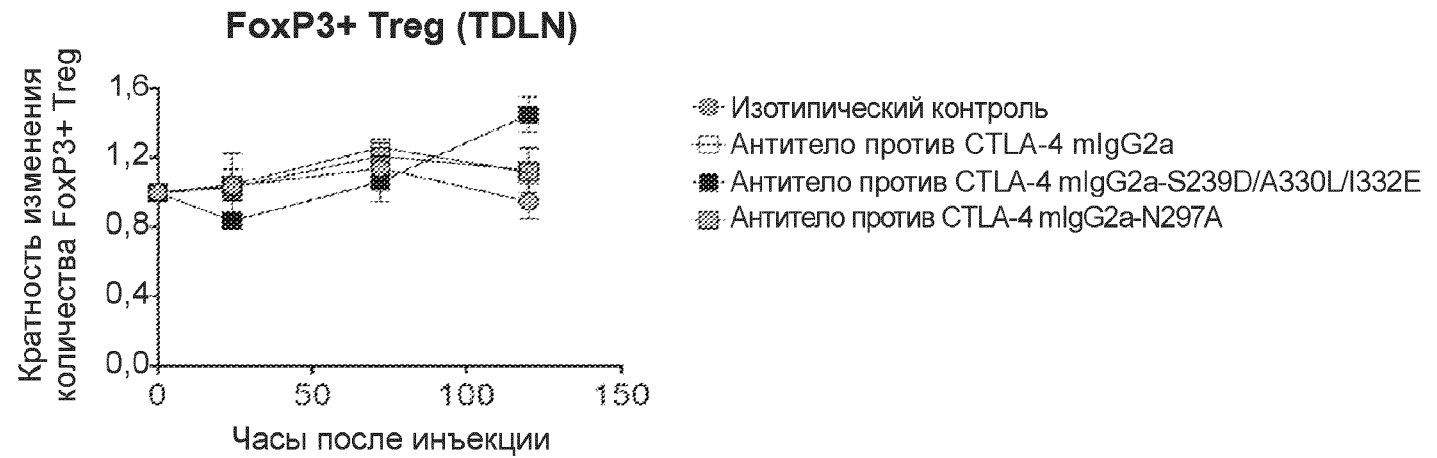 FoxP3+ Treg (TDLN)
Кратность изменения
количества FoxP3+ Treg
1,6
1,2
0,8
0,4
0,0
0
50
100
150
Часы после инъекции
Изотипический контроль
Антитело против CTLA-4 mIgG2a
Антитело против CTLA-4 mIgG2a-S239D/A330L/I332E
Антитело против CTLA-4 mIgG2a-N297A